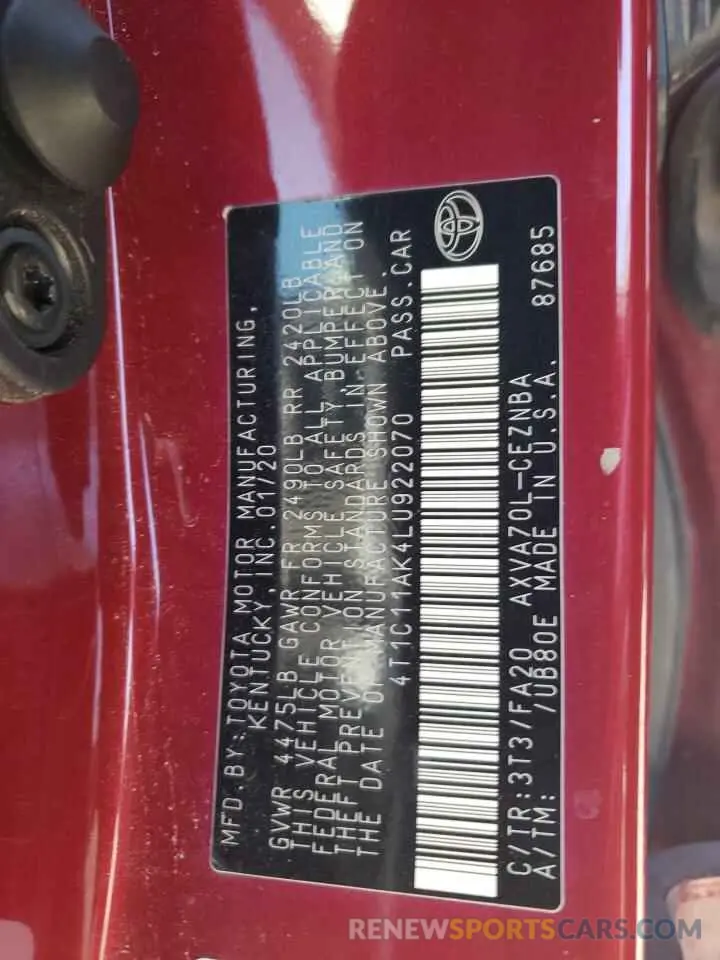 MFD. BY: TOYOTA MOTOR MANUFACTURING,
KENTUCKY, INC. 01/20
GVWR 4475LB GAWR FR 2490LB RR 2420LB
THIS VEHICLE CONFORMS TO ALL APPLICABLE
FEDERAL MOTOR VEHICLE SAFETY, BUMPER, AND
THEFT PREVENTION STANDARDS IN EFFECT ON
THE DATE OF MANUFACTURE SHOWN ABOVE.
4T1C11AK4LU922070 PASS.CAR
C/TR:3T3/FA20 AXVA70L-CEZNBA
A/TM: /UB80E MADE IN U.S.A. 87685
RENEWSPORTSCARS.COM